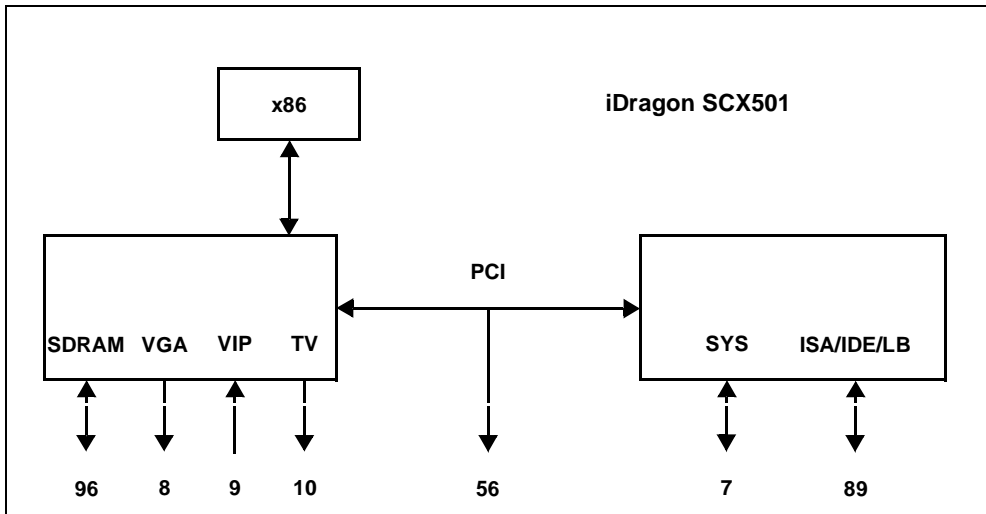 x86
iDragon SCX501
PCI
SDRAM VGA VIP TV
SYS ISA/IDE/LB
96 8 9 10 56 7 89